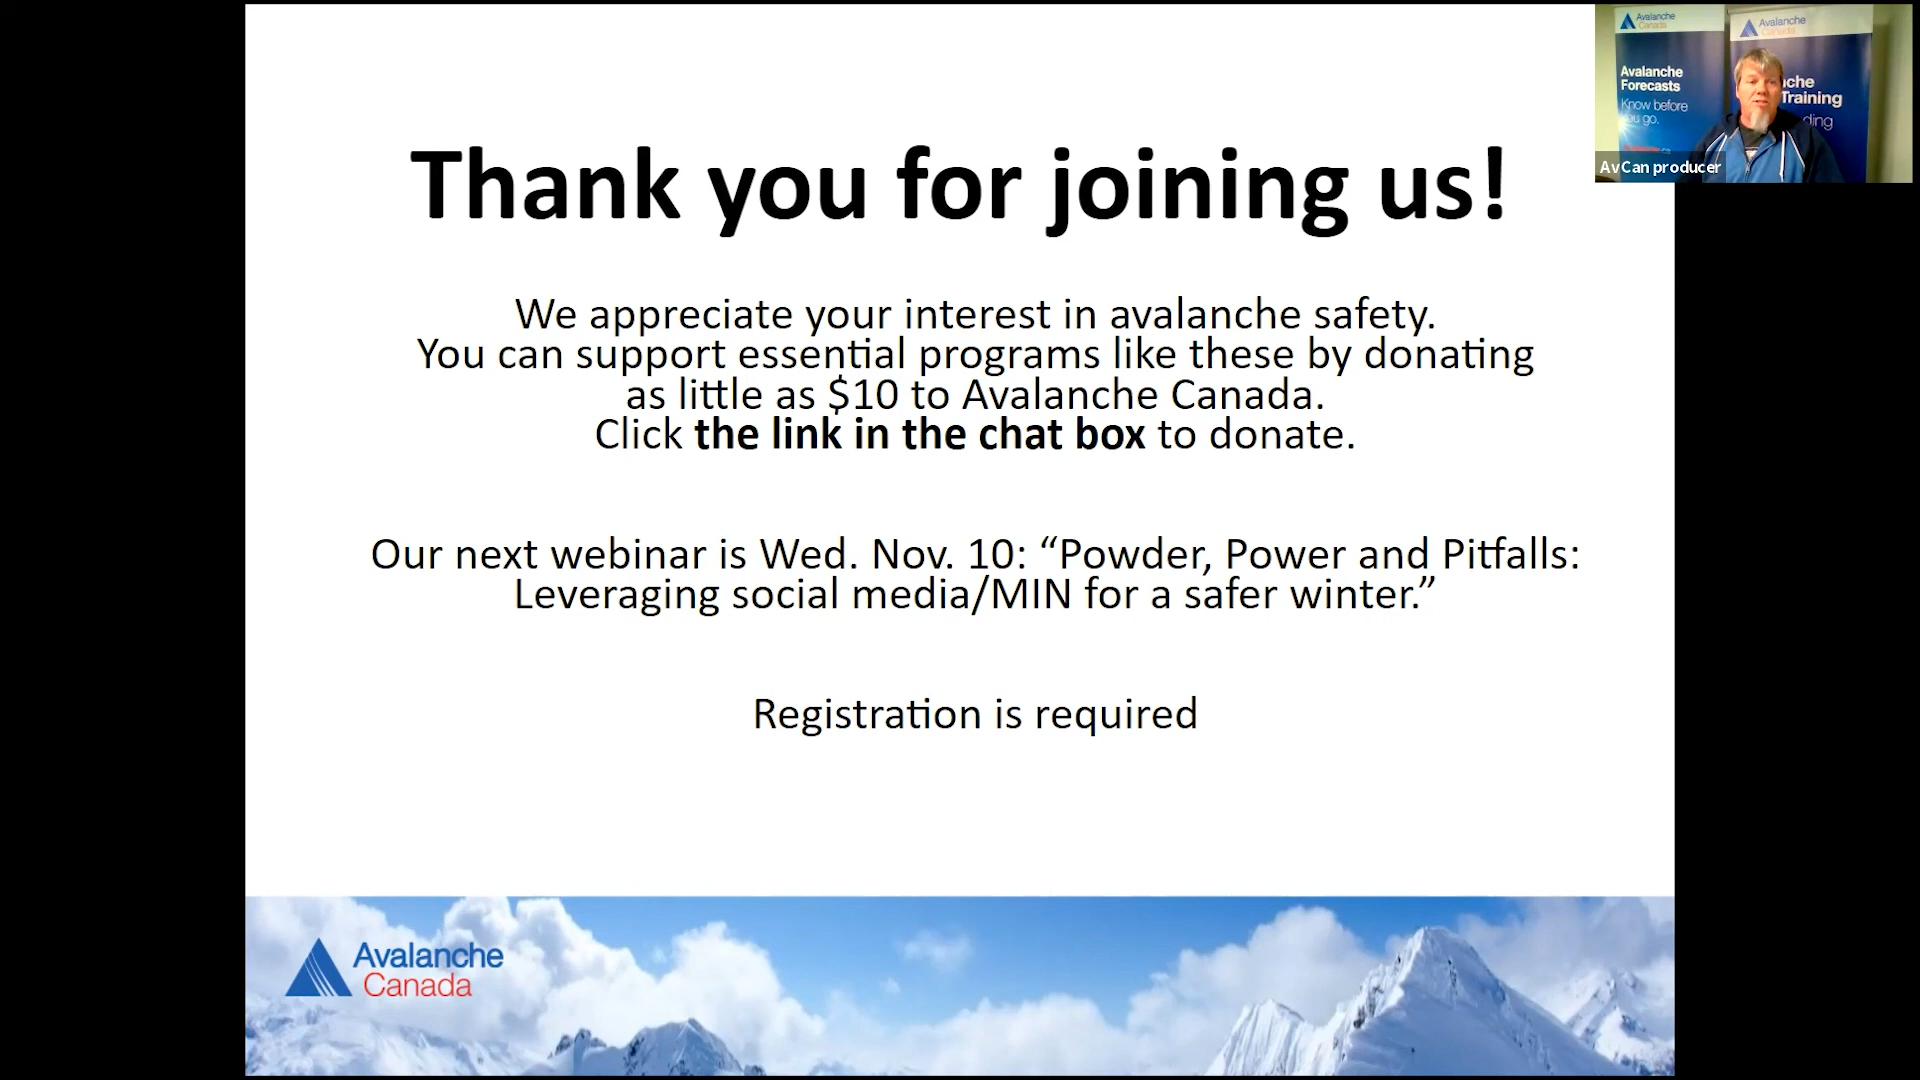 Thank you for joining us!
We appreciate your interest in avalanche safety.
You can support essential programs like these by donating
as little as $10 to Avalanche Canada.
Click the link in the chat box to donate.
Our next webinar is Wed. Nov. 10: “Powder, Power and Pitfalls:
Leveraging social media/MIN for a safer winter.”
Registration is required
Avalanche
Canada
Avalanche
Canada
Avalanche
Forecasts
Know before
you go.
Avalanche
Canada
Training
AvCan producer